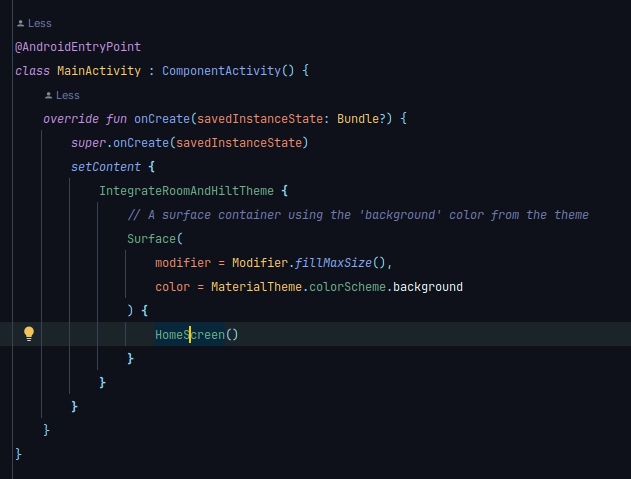 Less
@AndroidEntryPoint
class MainActivity : ComponentActivity() {
Less
override fun onCreate(savedInstanceState: Bundle?) {
super.onCreate(savedInstanceState)
setContent {
IntegrateRoomAndHiltTheme {
// A surface container using the 'background' color from the theme
Surface(
modifier = Modifier.fillMaxSize(),
color = MaterialTheme.colorScheme.background
) {
HomeScreen()
}
}
}
}
}